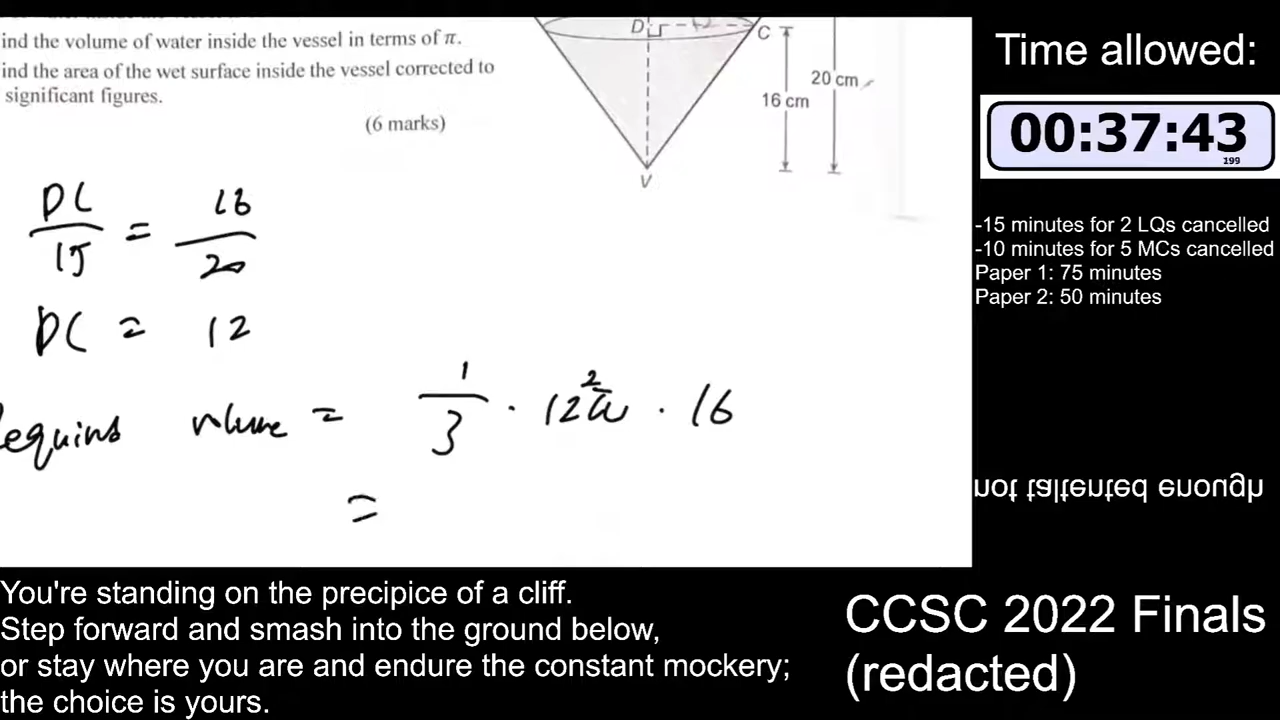 ind the volume of water inside the vessel in terms of π.
ind the area of the wet surface inside the vessel corrected to
significant figures.
(6 marks)
D
C
16 cm
20 cm
V
DC/15 = 16/20
DC = 12
equired volume = 1/3 · 12²π · 16
=
Time allowed:
00:37:43
199
-15 minutes for 2 LQs cancelled
-10 minutes for 5 MCs cancelled
Paper 1: 75 minutes
Paper 2: 50 minutes
not taltented enough
You're standing on the precipice of a cliff.
Step forward and smash into the ground below,
or stay where you are and endure the constant mockery;
the choice is yours.
CCSC 2022 Finals
(redacted)